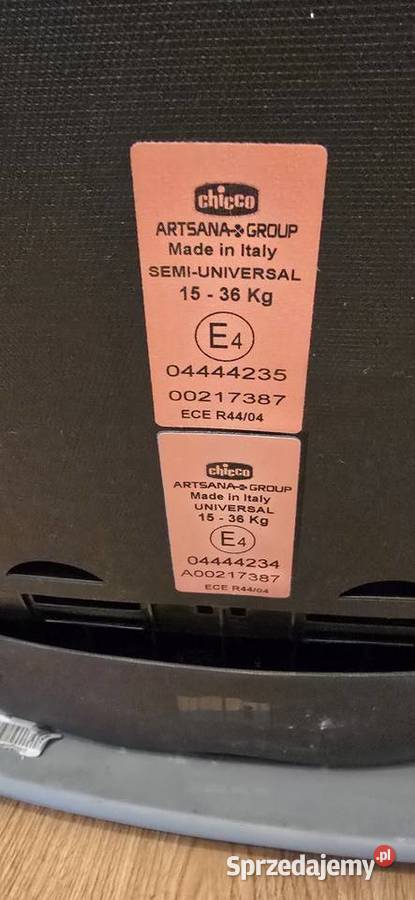 chicco
ARTSANA GROUP
Made in Italy
SEMI-UNIVERSAL
15 - 36 Kg
E4
04444235
00217387
ECE R44/04
chicco
ARTSANA GROUP
Made in Italy
UNIVERSAL
15 - 36 Kg
E4
04444234
A00217387
ECE R44/04
Sprzedajemy.pl